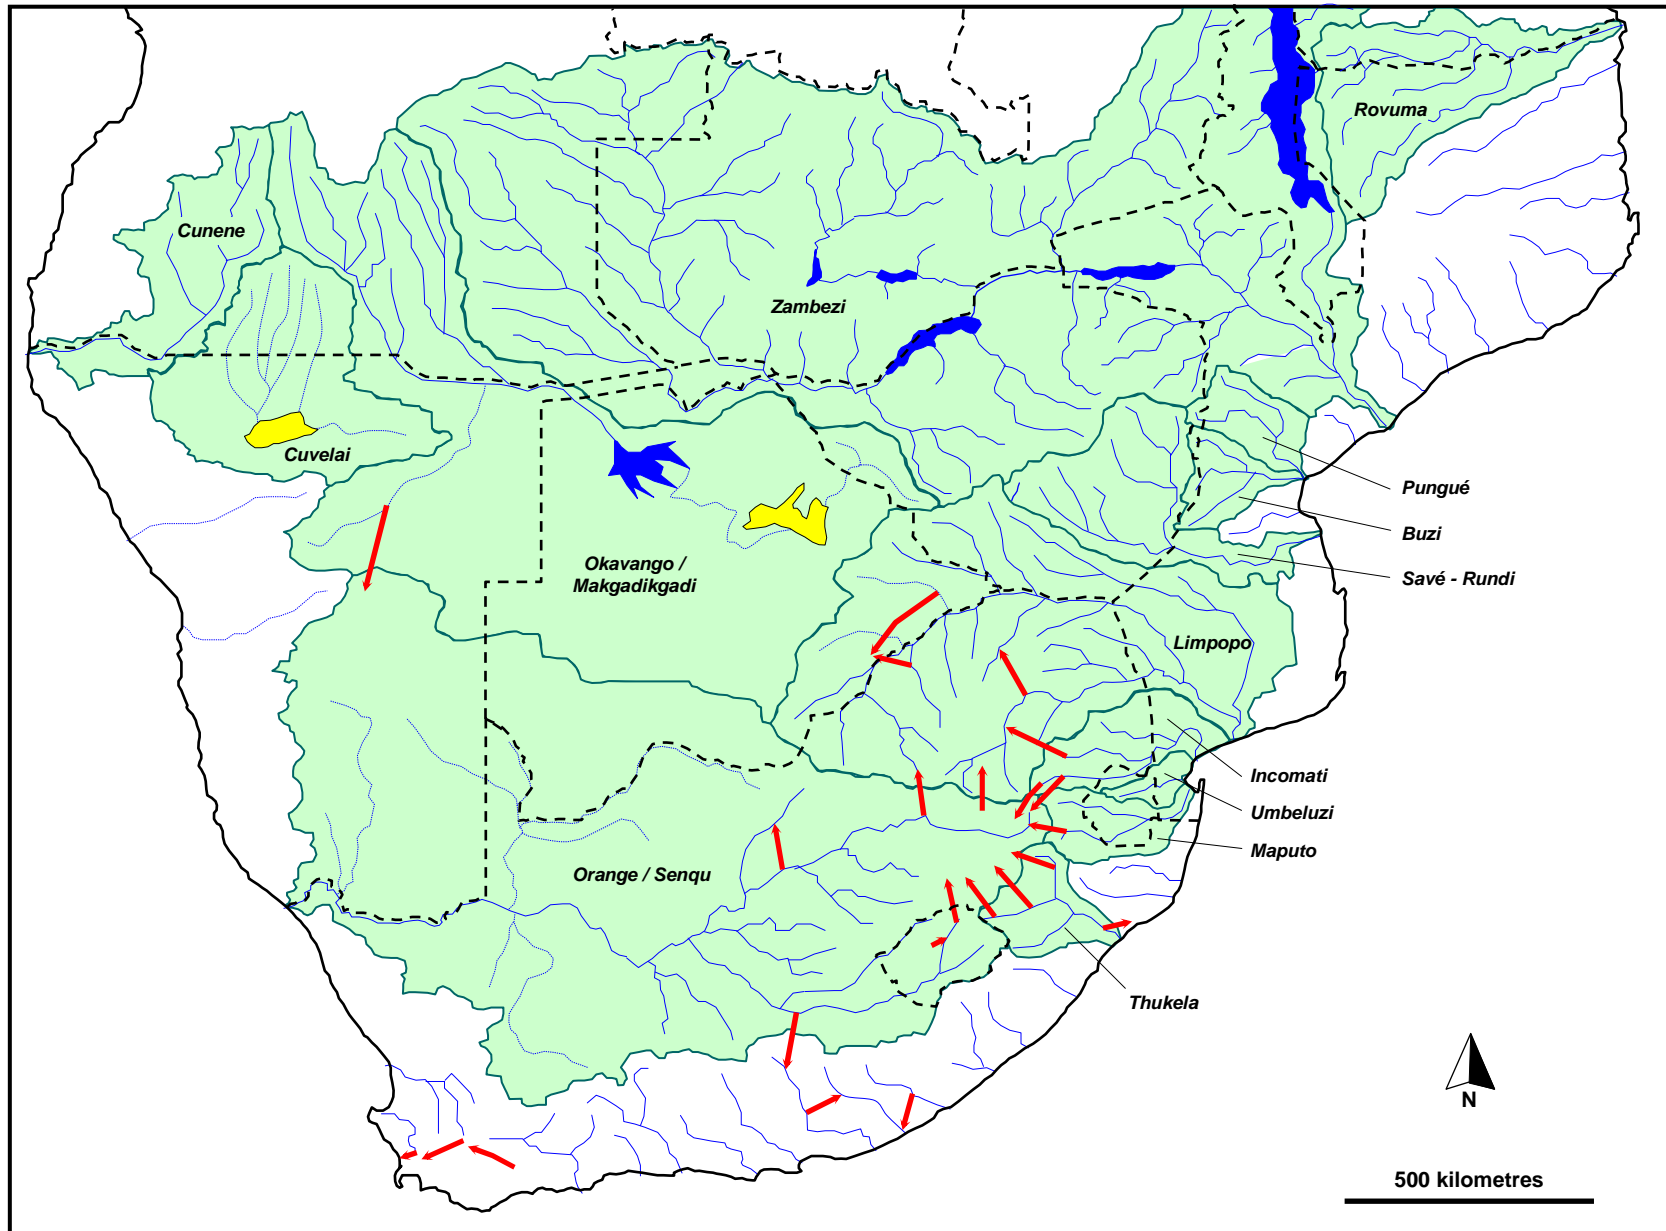 Rovuma
Cunene
Zambezi
Cuvelai
Pungué
Buzi
Okavango /
Makgadikgadi
Savé - Rundi
Limpopo
Incomati
Umbeluzi
Maputo
Orange / Senqu
Thukela
N
500 kilometres